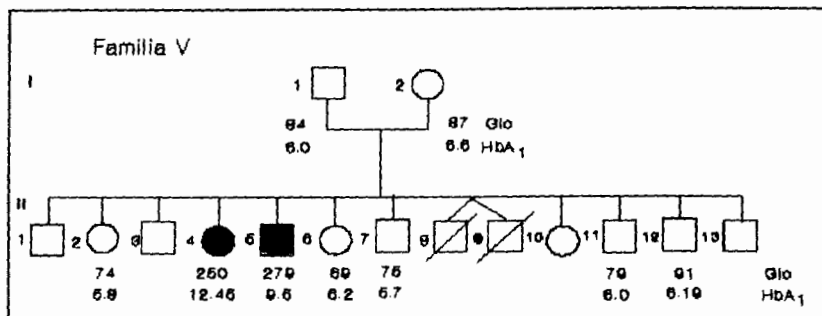 Familia V
I
1
2
84 87 Glo
6.0 6.6 HbA1
II
1 2 3 4 5 6 7 9 10 11 12 13
74 250 279 89 75 79 91 Glo
5.8 12.45 9.5 6.2 5.7 6.0 6.19 HbA1